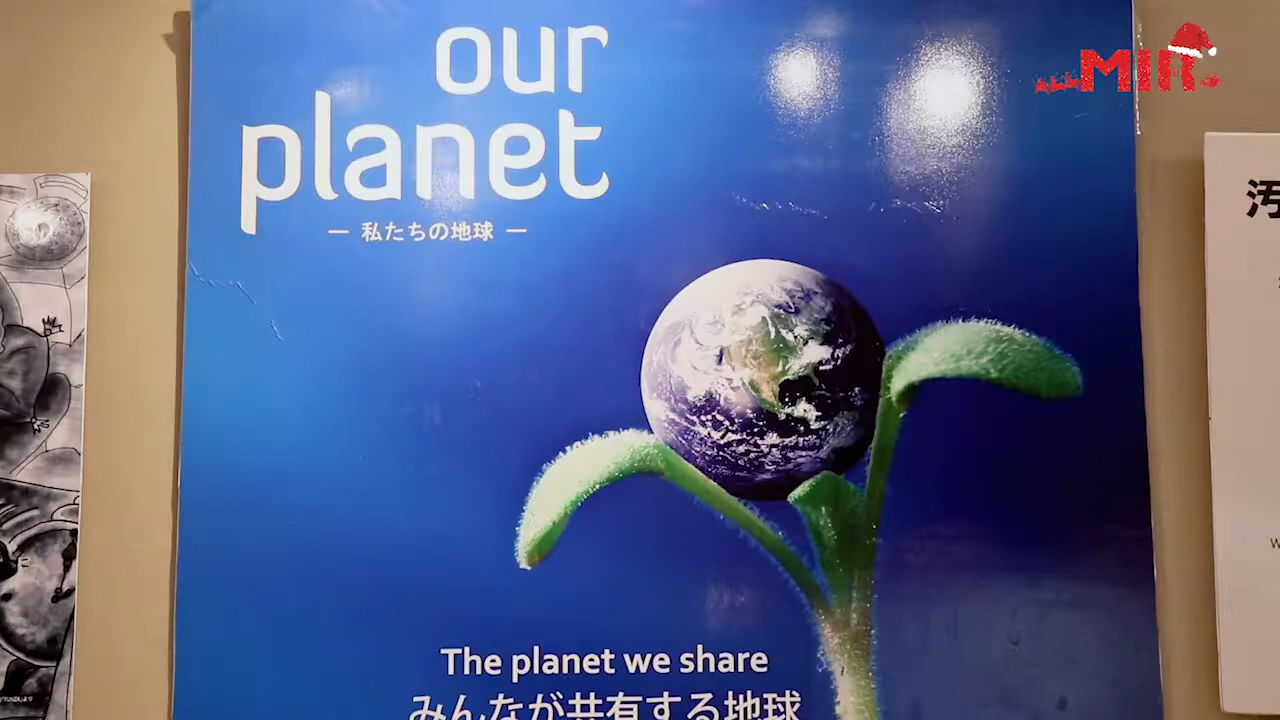 our
planet
— 私たちの地球 —
The planet we share
みんなが共有する地球
MIR
汚
W